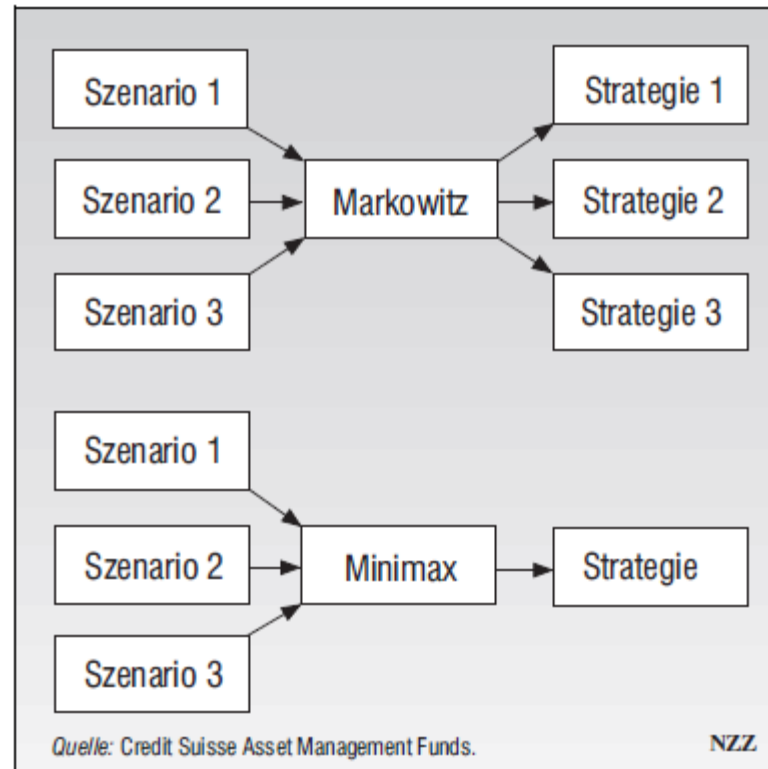 Szenario 1
Szenario 2
Szenario 3
Markowitz
Strategie 1
Strategie 2
Strategie 3
Szenario 1
Szenario 2
Szenario 3
Minimax
Strategie
Quelle: Credit Suisse Asset Management Funds.
NZZ